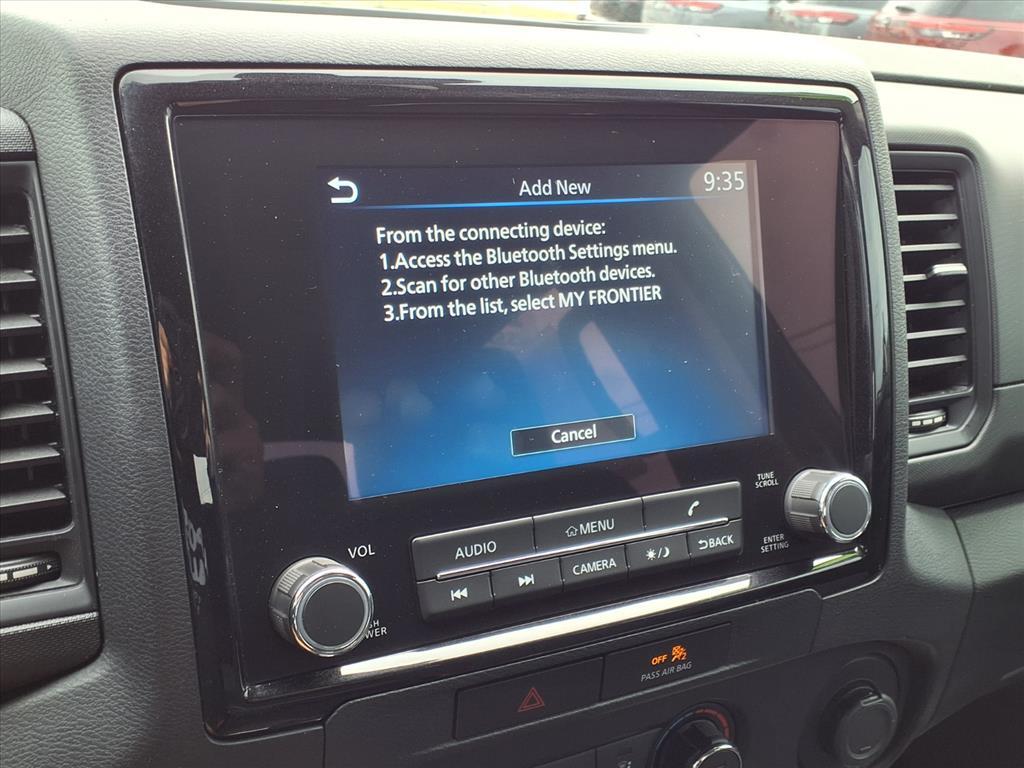 Add New
9:35
From the connecting device:
1.Access the Bluetooth Settings menu.
2.Scan for other Bluetooth devices.
3.From the list, select MY FRONTIER
Cancel
TUNE
SCROLL
VOL
AUDIO
MENU
CAMERA
BACK
ENTER
SETTING
OFF
PASS AIR BAG